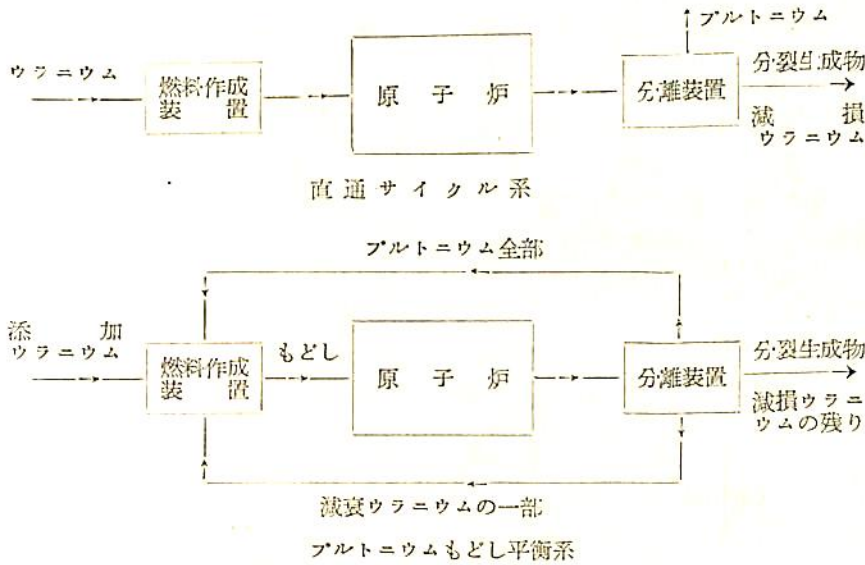 プルトニウム
ウラニウム
燃料作成
装置
原子炉
分離装置
分裂生成物
減損
ウラニウム
直通サイクル系
プルトニウム全部
添加
ウラニウム
燃料作成
装置
もどし
原子炉
分離装置
分裂生成物
減損ウラニ
ウムの残り
減衰ウラニウムの一部
プルトニウムもどし平衡系